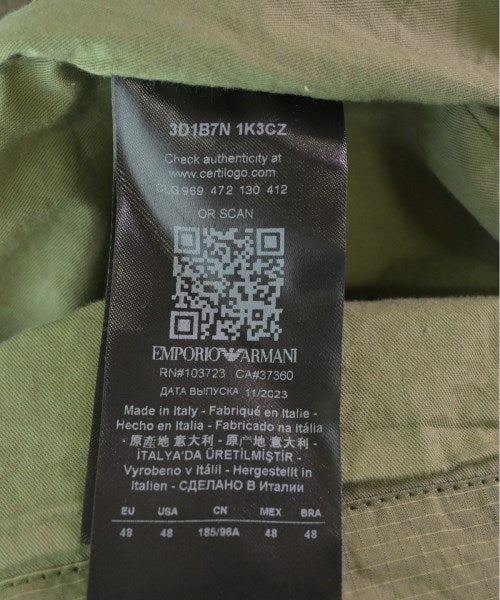 3D1B7N 1K3CZ
Check authenticity at
www.certilogo.com
CLG 969 472 130 412
OR SCAN
EMPORIO ARMANI
RN#103723 CA#37360
ДАТА ВЫПУСКА 11/2023
Made in Italy - Fabriqué en Italie -
Hecho en Italia - Fabricado na Itália
- 原產地 意大利 - 原产地 意大利 -
İTALYA'DA ÜRETİLMİŞTİR -
Vyrobeno v Itálii - Hergestellt in
Italien - СДЕЛАНО В Италии
EU USA CN MEX BRA
48 48 185/96A 48 48